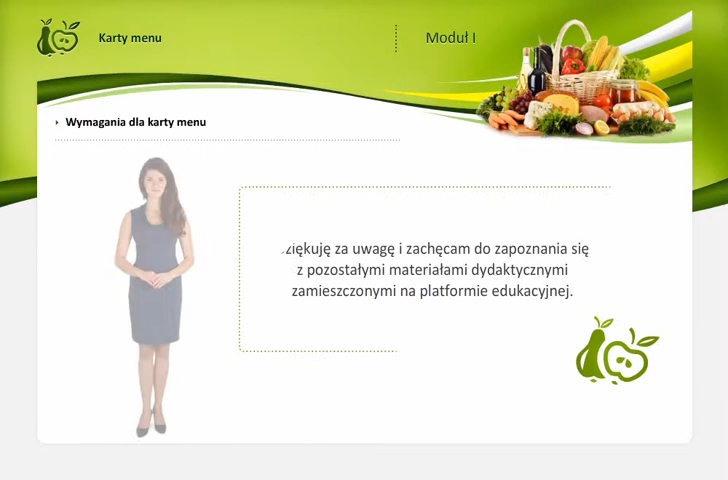 Karty menu
Moduł I
Wymagania dla karty menu
za uwagę i zachęcam do zapoznania się
z pozostałymi materiałami dydaktycznymi
zamieszczonymi na platformie edukacyjnej.